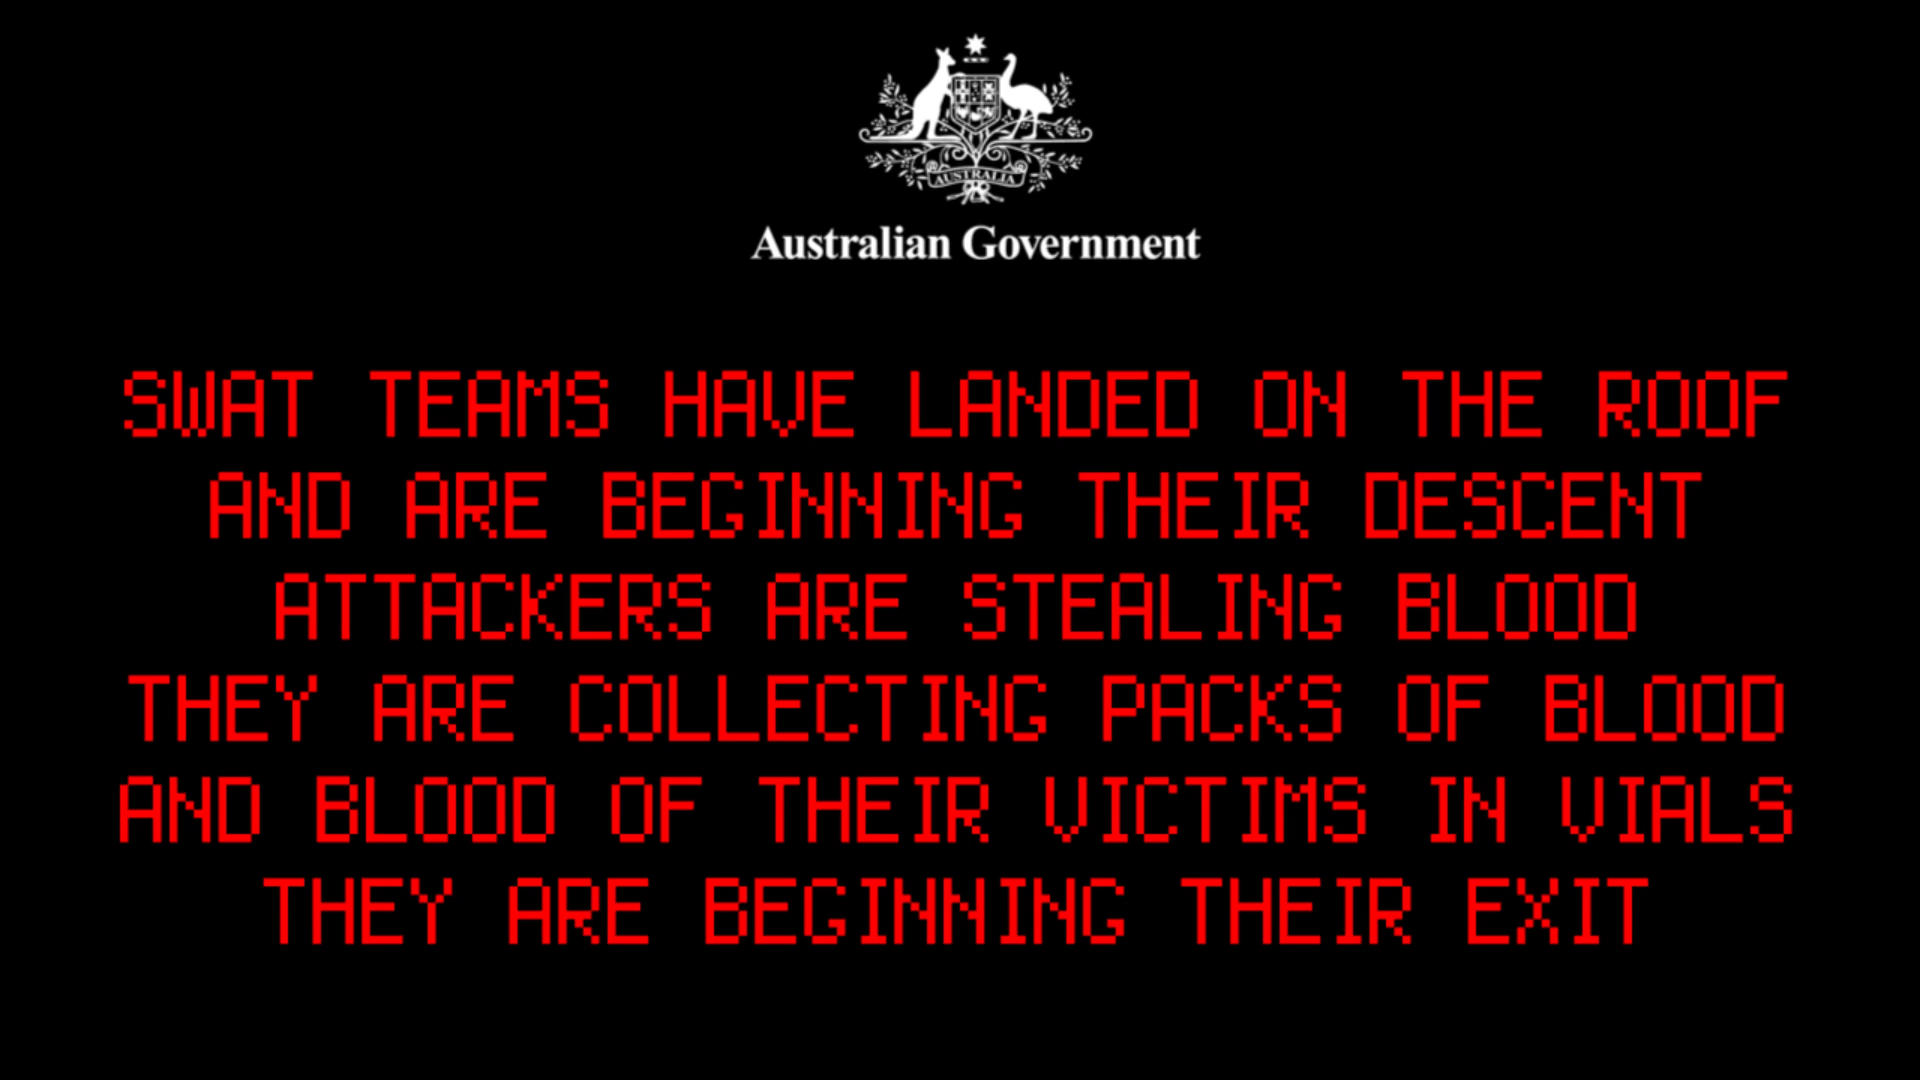 AUSTRALIA
Australian Government
SWAT TEAMS HAVE LANDED ON THE ROOF
AND ARE BEGINNING THEIR DESCENT
ATTACKERS ARE STEALING BLOOD
THEY ARE COLLECTING PACKS OF BLOOD
AND BLOOD OF THEIR VICTIMS IN VIALS
THEY ARE BEGINNING THEIR EXIT